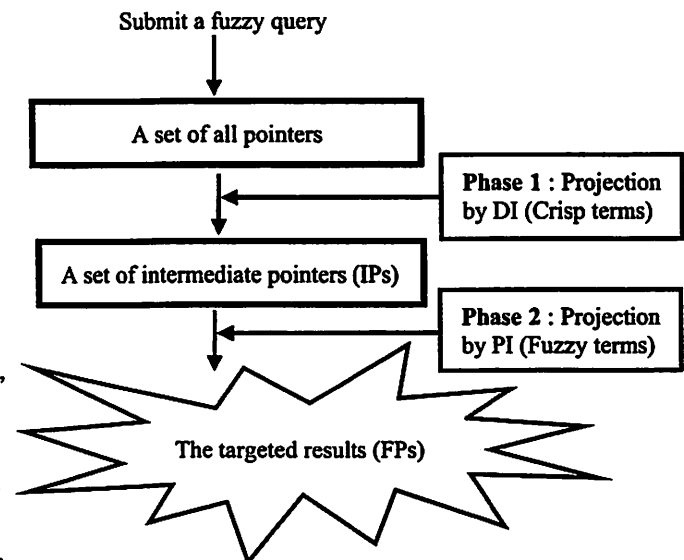 Submit a fuzzy query
A set of all pointers
Phase 1 : Projection
by DI (Crisp terms)
A set of intermediate pointers (IPs)
Phase 2 : Projection
by PI (Fuzzy terms)
The targeted results (FPs)